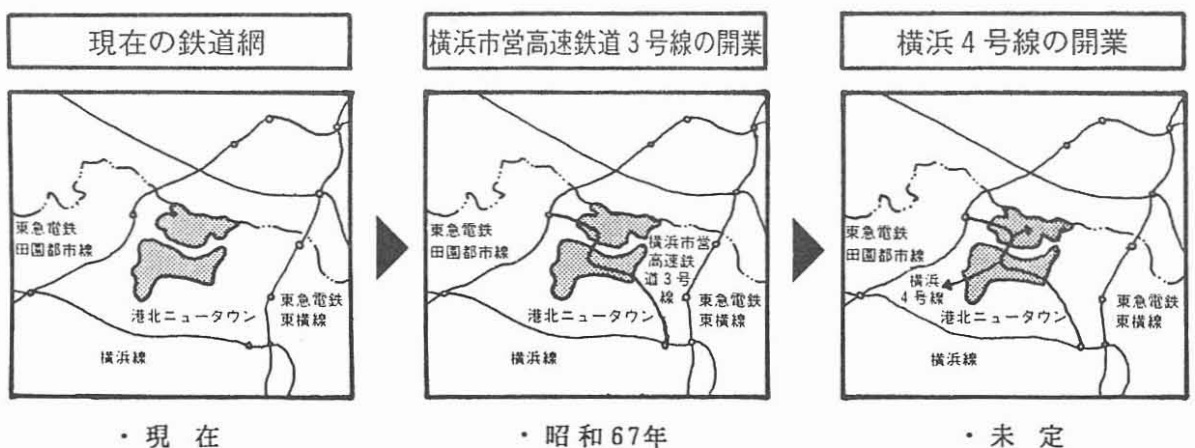 現在の鉄道網
東急電鉄
田園都市線
東急電鉄
東横線
港北ニュータウン
横浜線
・現 在
横浜市営高速鉄道3号線の開業
東急電鉄
田園都市線
横浜市営
高速鉄
道3号
線
東急電鉄
東横線
港北ニュータウン
横浜線
・昭和67年
横浜4号線の開業
東急電鉄
田園都市線
横浜
4号線
東急電鉄
東横線
港北ニュータウン
横浜線
・未 定